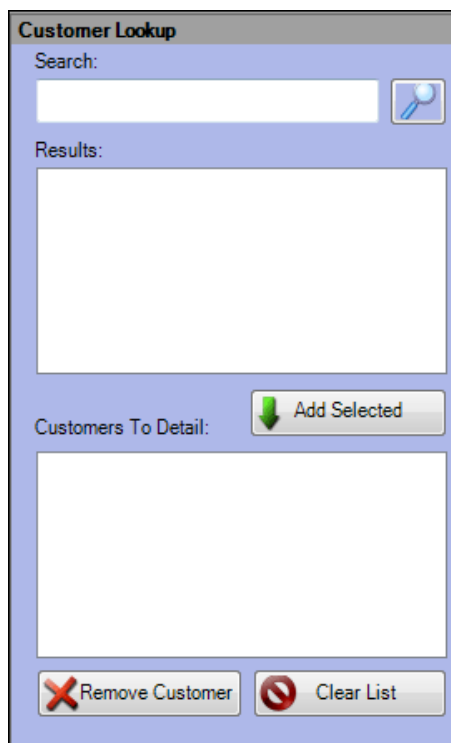 Customer Lookup
Search:
Results:
Add Selected
Customers To Detail:
Remove Customer
Clear List